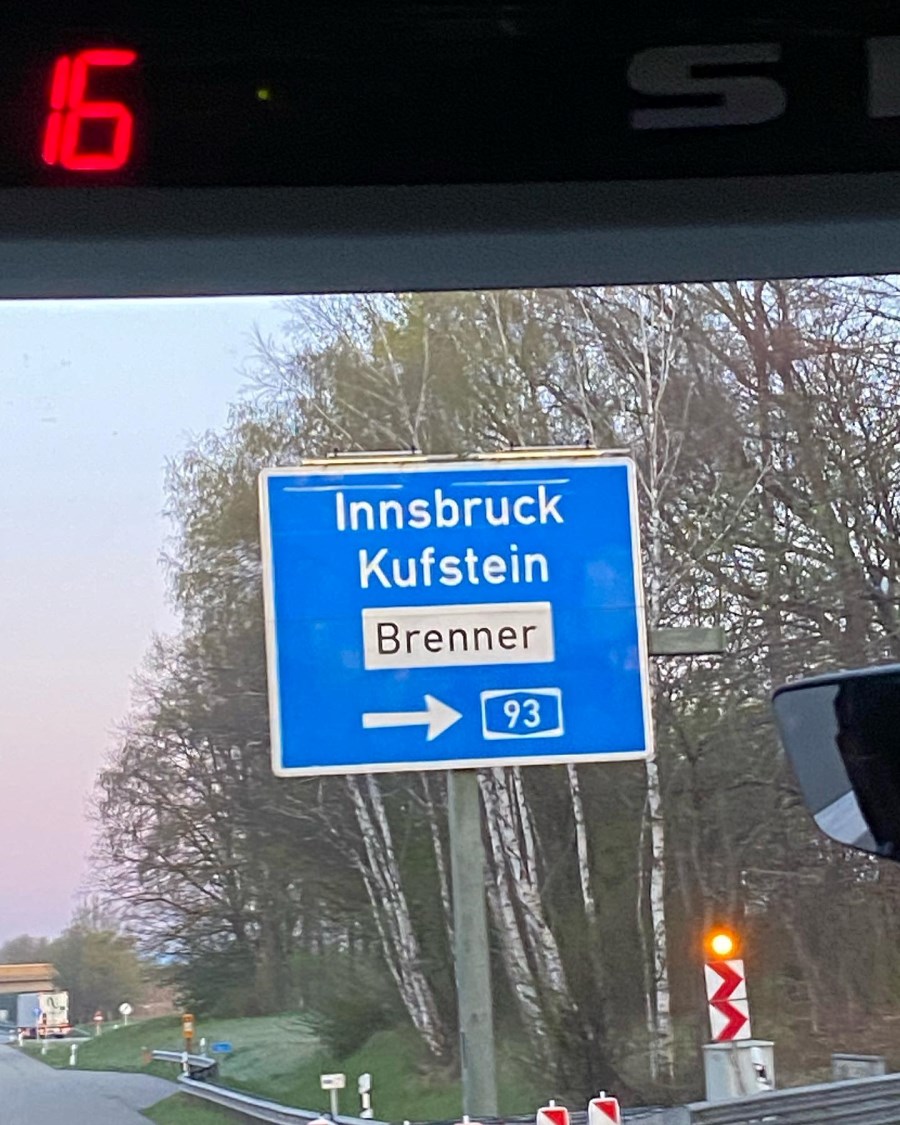 16
S
Innsbruck
Kufstein
Brenner
93